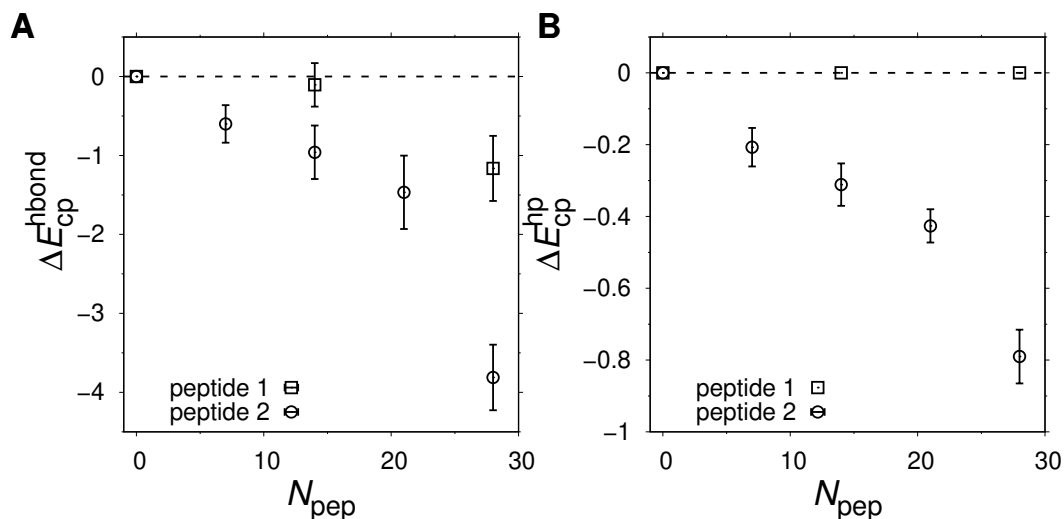 A
0
−1
−2
−3
−4
ΔE_cp^hbond
peptide 1
peptide 2
0 10 20 30
N_pep
B
0
−0.2
−0.4
−0.6
−0.8
−1
ΔE_cp^hp
peptide 1
peptide 2
0 10 20 30
N_pep